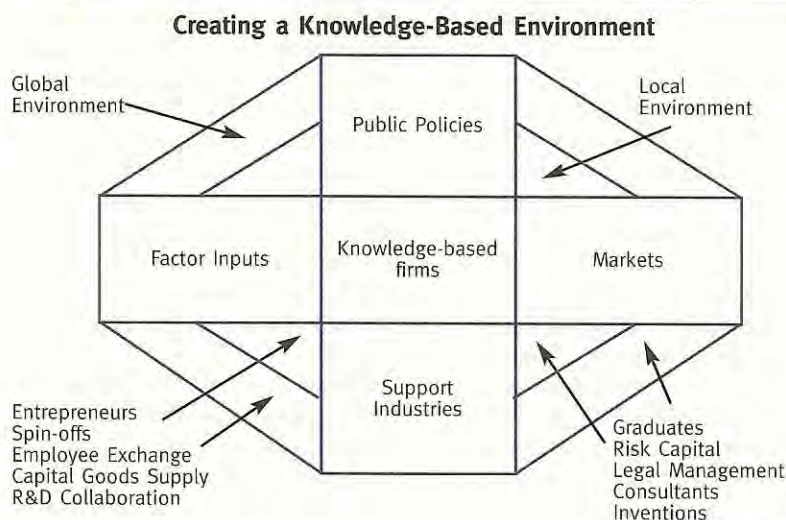 Creating a Knowledge-Based Environment
Global
Environment
Local
Environment
Public Policies
Factor Inputs
Knowledge-based
firms
Markets
Support
Industries
Entrepreneurs
Spin-offs
Employee Exchange
Capital Goods Supply
R&D Collaboration
Graduates
Risk Capital
Legal Management
Consultants
Inventions